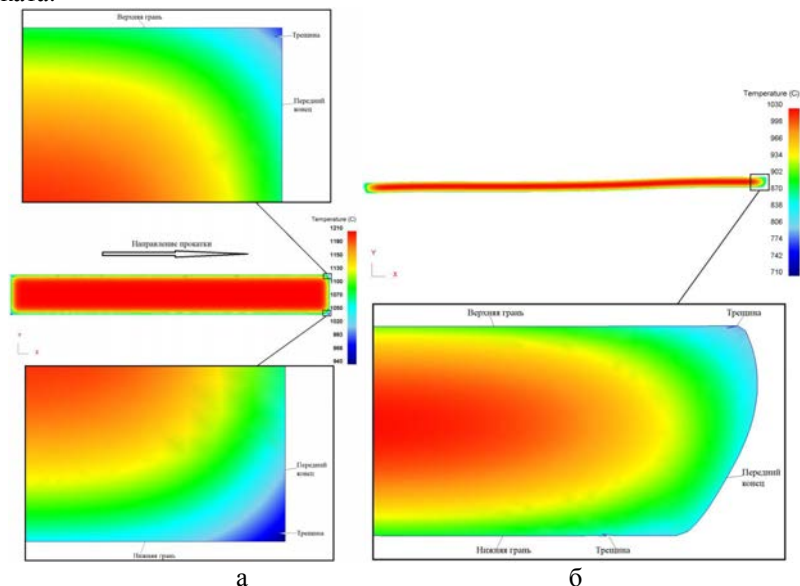 ката.
Верхняя грань
Трещина
Передний
конец
Направление прокатки
Temperature (C)
1210
1180
1150
1130
1100
1075
1050
1020
Y
X
Передний
конец
Трещина
Нижняя грань
а
Temperature (C)
1030
998
966
934
902
870
838
806
774
742
710
Y
X
Верхняя грань
Трещина
Передний
конец
Нижняя грань
Трещина
б